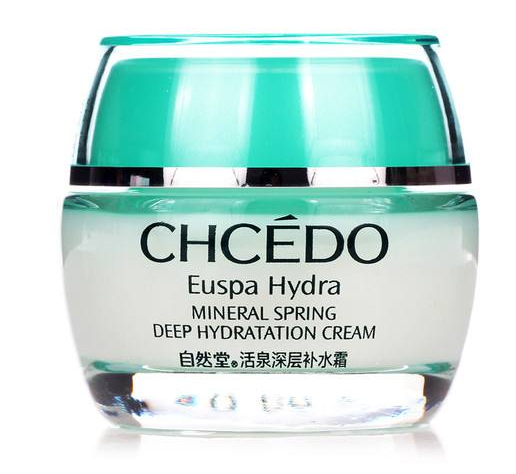 CHCÉDO
Euspa Hydra
MINERAL SPRING
DEEP HYDRATATION CREAM
自然堂®活泉深层补水霜